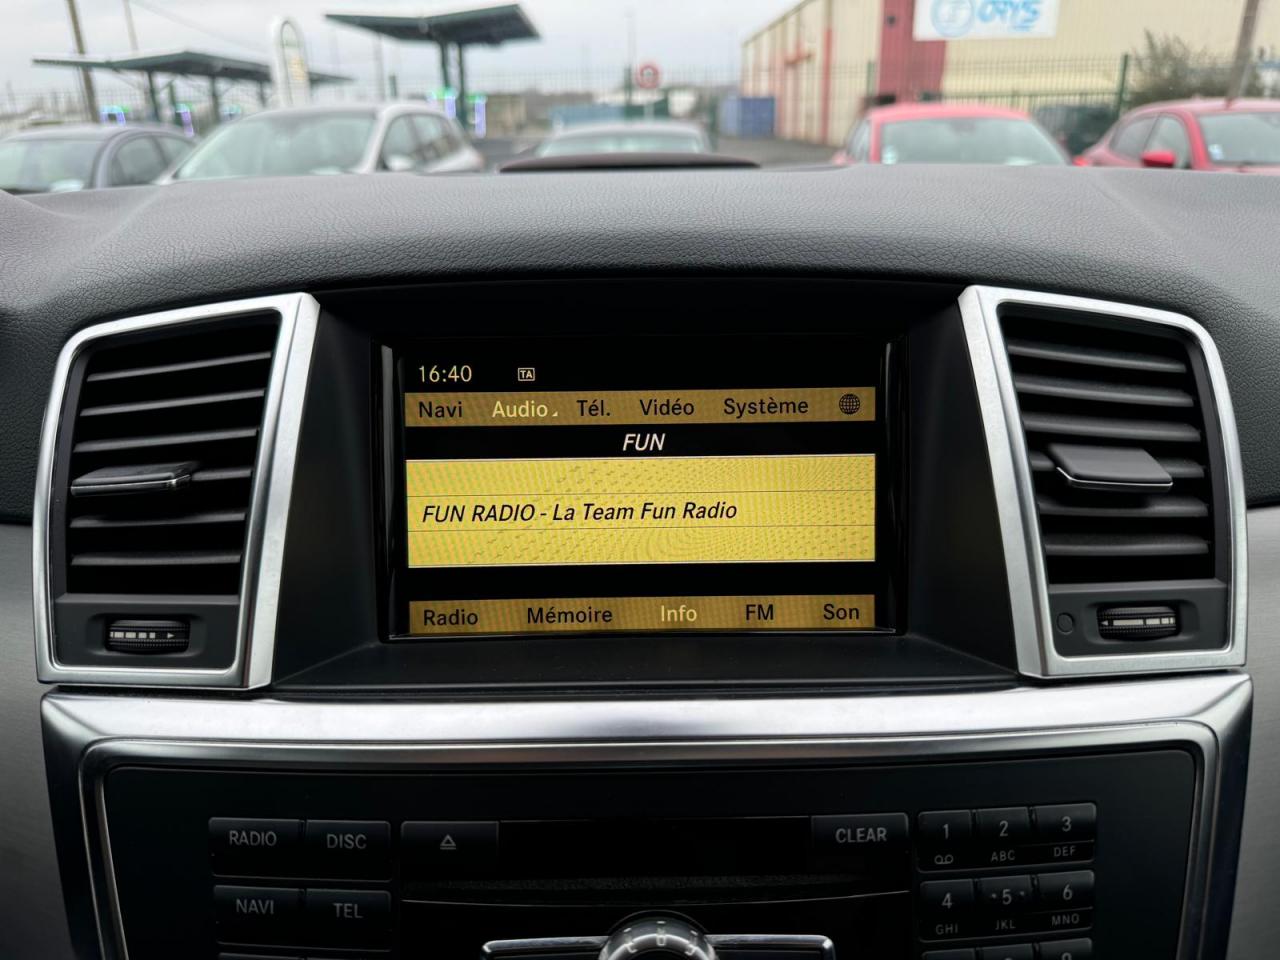 ORYS
16:40 TA
Navi Audio Tél. Vidéo Système
FUN
FUN RADIO - La Team Fun Radio
Radio Mémoire Info FM Son
RADIO DISC CLEAR 1 2 3
ABC DEF
NAVI TEL 4 5 6
GHI JKL MNO